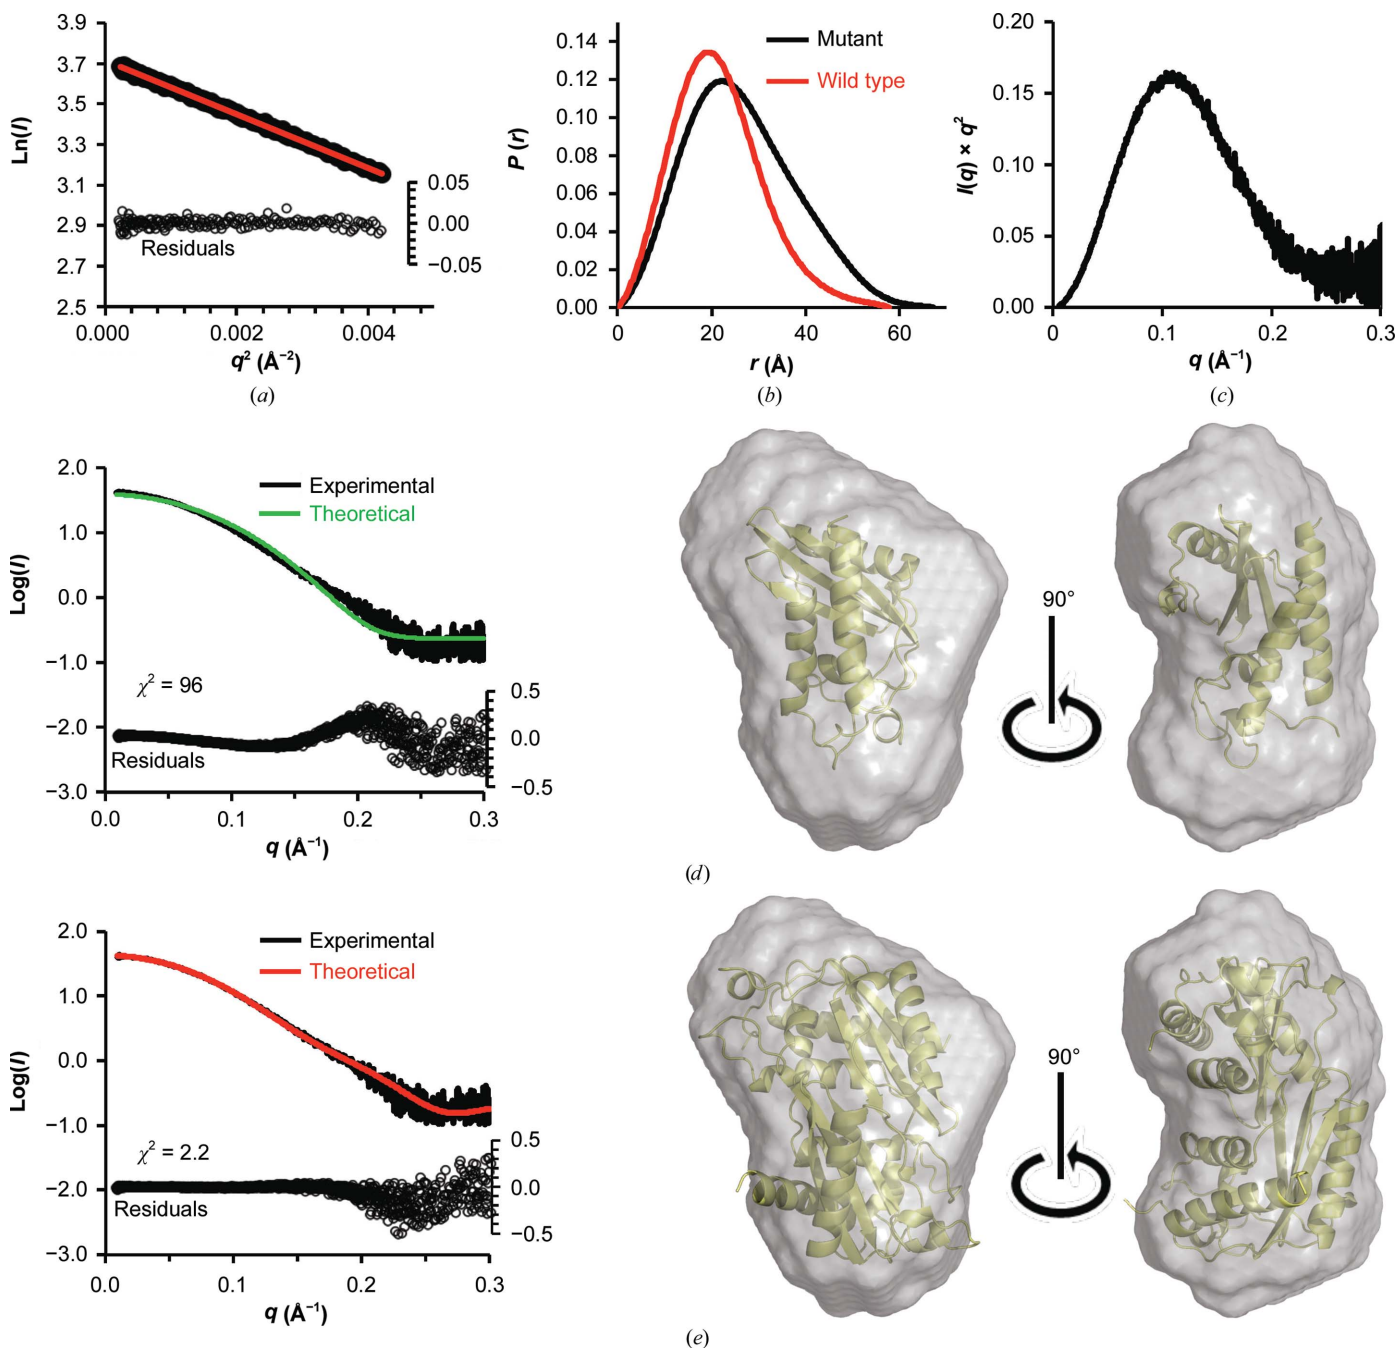 3.9
3.7
3.5
3.3
3.1
2.9
2.7
2.5
Ln(I)
0.05
0.00
−0.05
Residuals
0.000
0.002
0.004
q² (Å⁻²)
(a)
0.14
0.12
0.10
0.08
0.06
0.04
0.02
0.00
P (r)
Mutant
Wild type
0
20
40
60
r (Å)
(b)
0.20
0.15
0.10
0.05
0.00
I(q) × q²
0
0.1
0.2
0.3
q (Å⁻¹)
(c)
2.0
1.0
0.0
−1.0
−2.0
−3.0
Log(I)
Experimental
Theoretical
χ² = 96
Residuals
0.5
0.0
−0.5
0.0
0.1
0.2
0.3
q (Å⁻¹)
90°
(d)
2.0
1.0
0.0
−1.0
−2.0
−3.0
Log(I)
Experimental
Theoretical
χ² = 2.2
Residuals
0.5
0.0
−0.5
0.0
0.1
0.2
0.3
q (Å⁻¹)
90°
(e)